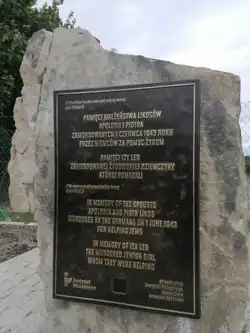 PAMIĘCI MAŁŻEŃSTWA LIKOSÓW
APOLONII I PIOTRA
ZAMORDOWANYCH 1 CZERWCA 1943 ROKU
PRZEZ NIEMCÓW ZA POMOC ŻYDOM
PAMIĘCI IZY LER
ZAMORDOWANEJ ŻYDOWSKIEJ DZIEWCZYNY
KTÓREJ POMAGALI
IN MEMORY OF THE SPOUSES
APOLONIA AND PIOTR LIKOS
MURDERED BY THE GERMANS ON 1 JUNE 1943
FOR HELPING JEWS
IN MEMORY OF IZA LER
THE MURDERED JEWISH GIRL
WHOM THEY WERE HELPING